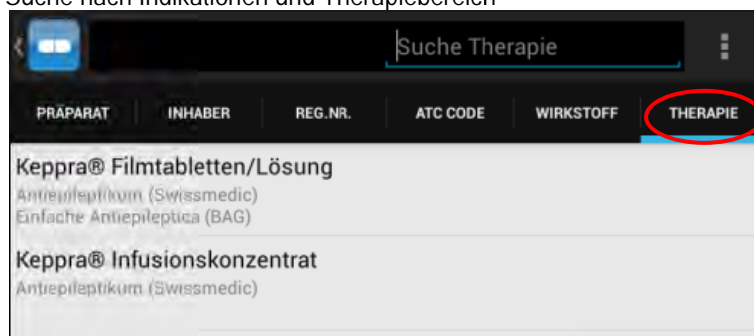 Suche nach Indikationen und Therapiebereich
Suche Therapie
PRÄPARAT INHABER REG.NR. ATC CODE WIRKSTOFF THERAPIE
Keppra® Filmtabletten/Lösung
Antiepileptikum (Swissmedic)
Einfache Antiepileptica (BAG)
Keppra® Infusionskonzentrat
Antiepileptikum (Swissmedic)